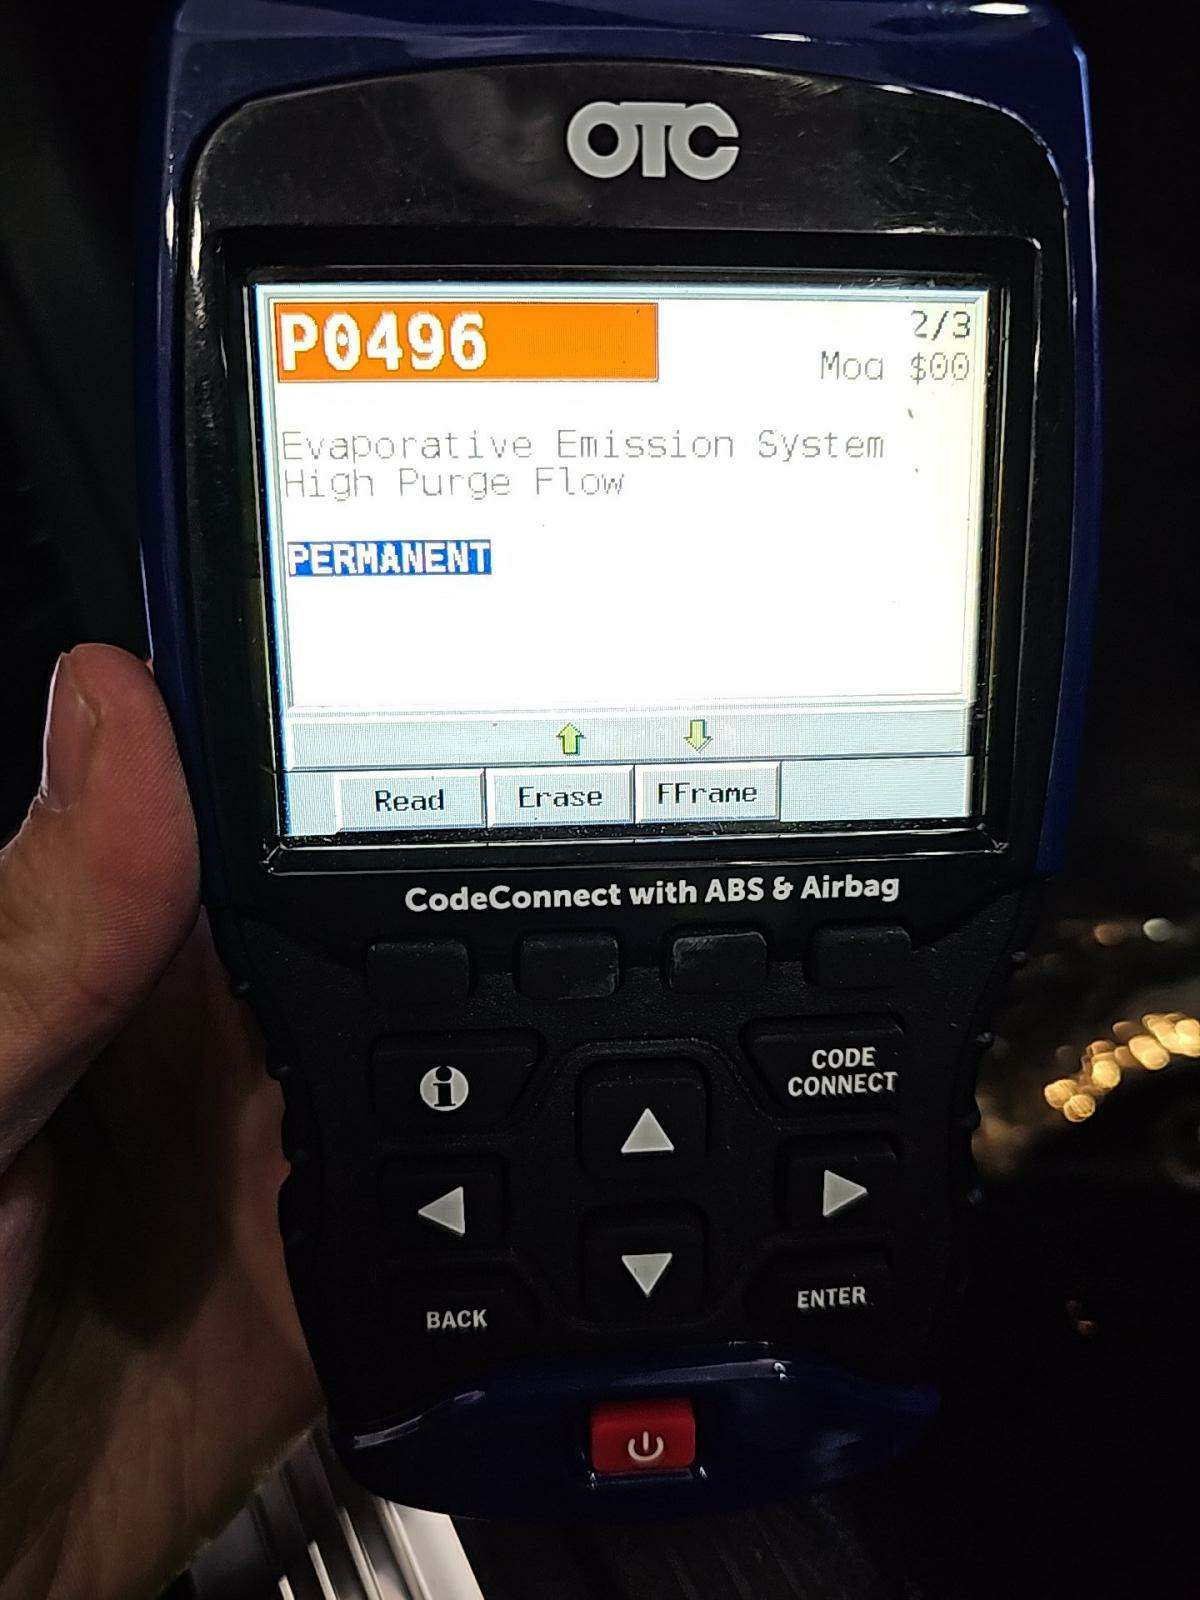 OTC
P0496
2/3
Mod $00
Evaporative Emission System
High Purge Flow
PERMANENT
Read
Erase
FFrame
CodeConnect with ABS & Airbag
i
CODE
CONNECT
BACK
ENTER